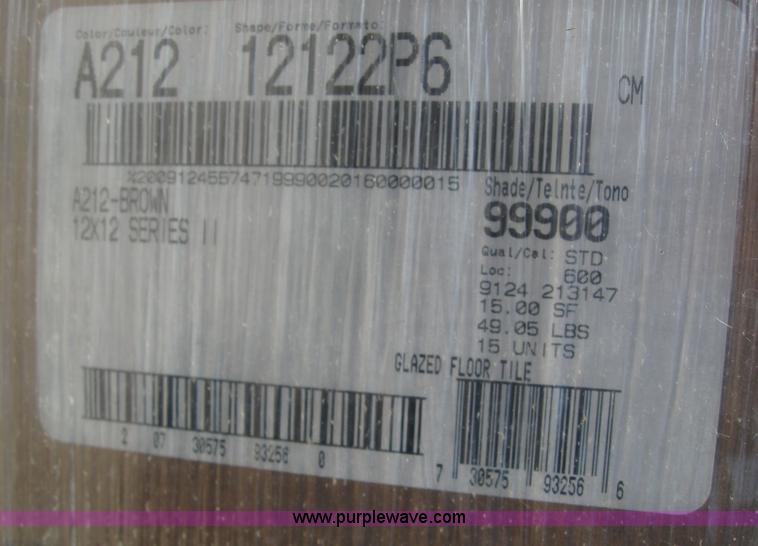 Color/Couleur/Color: Shape/Forme/Formato:
A212 12122P6
CM
%2009124557471999002016 0000015
A212-BROWN
12X12 SERIES II
Shade/Teinte/Tono
99900
Qual/Cal: STD
Loc: 600
9124 213147
15.00 SF
49.05 LBS
15 UNITS
GLAZED FLOOR TILE
2 07 30575 93256 0
7 30575 93256 6
www.purplewave.com